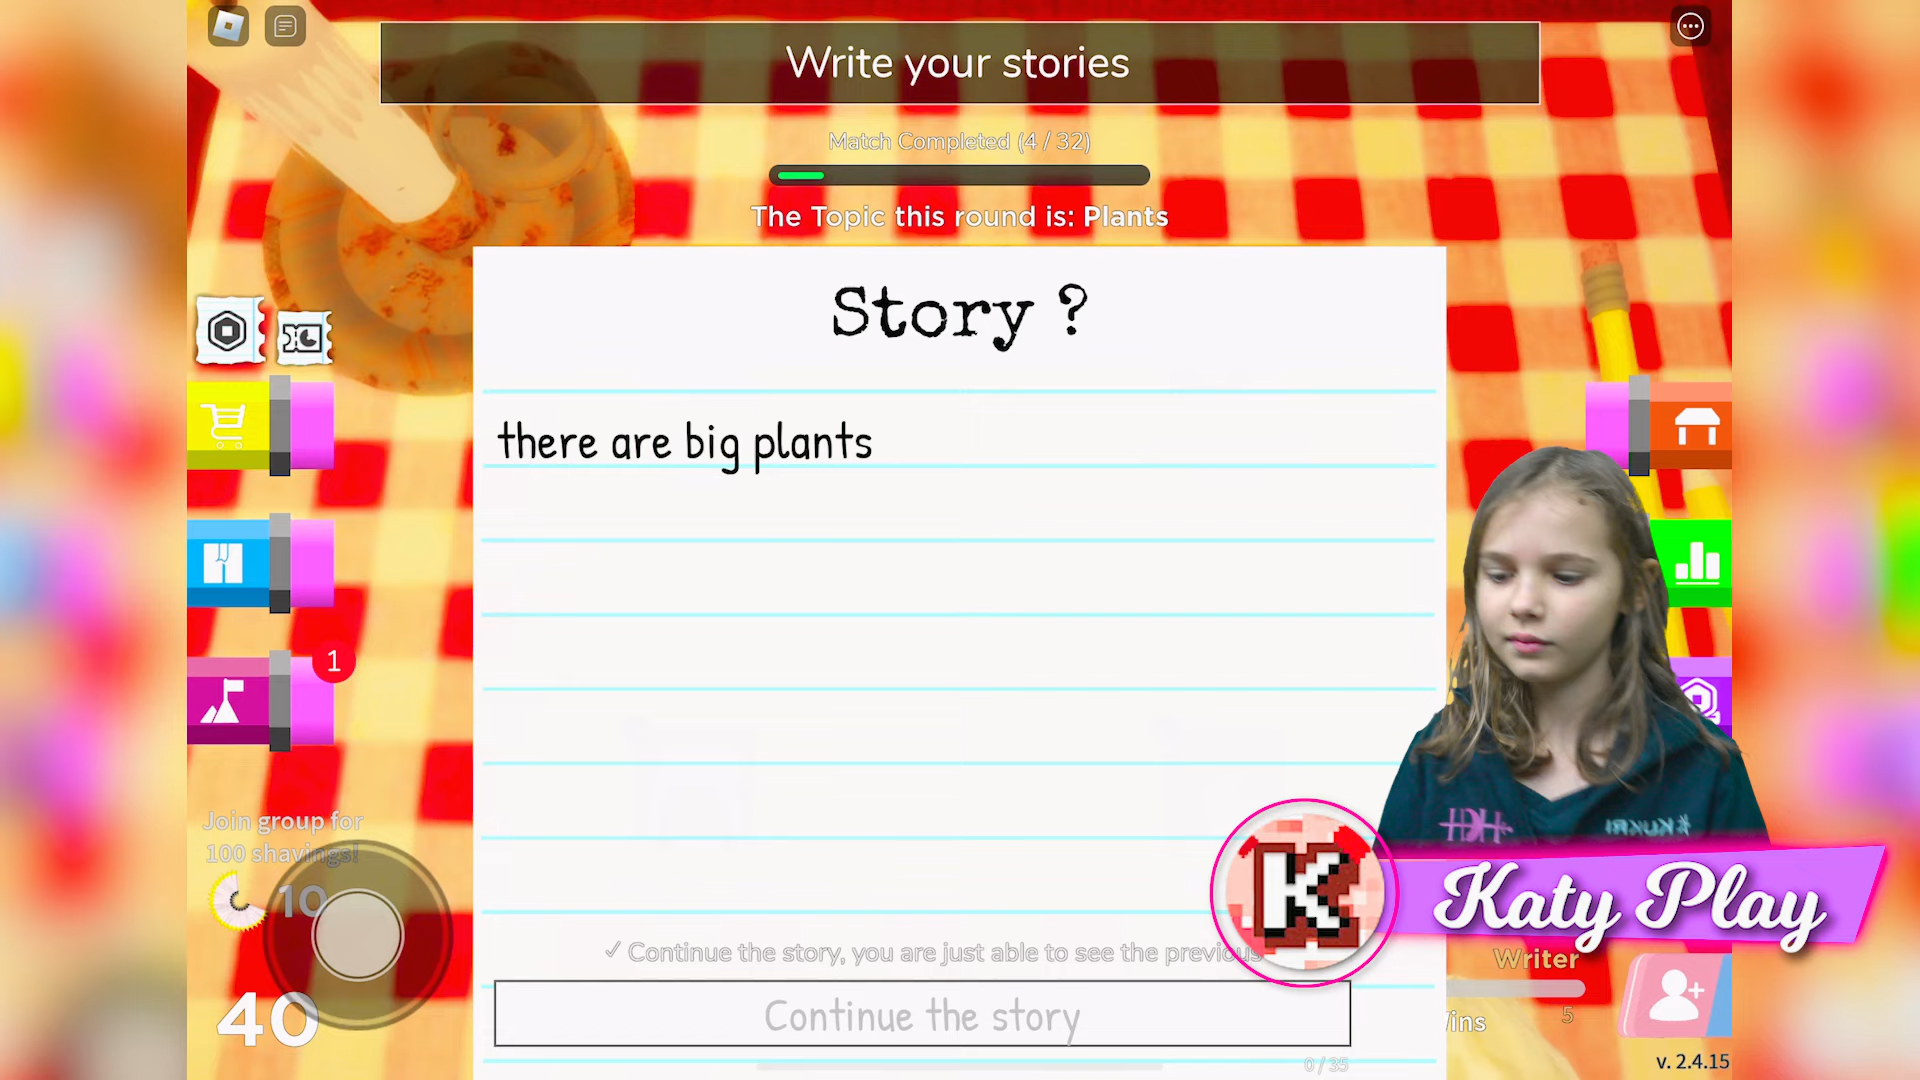 Write your stories
Match Completed (4 / 32)
The Topic this round is: Plants
Story ?
there are big plants
1
Join group for
100 shavings!
10
40
✓ Continue the story, you are just able to see the previous
Continue the story
0/35
K
Katy Play
Writer
5
v. 2.4.15